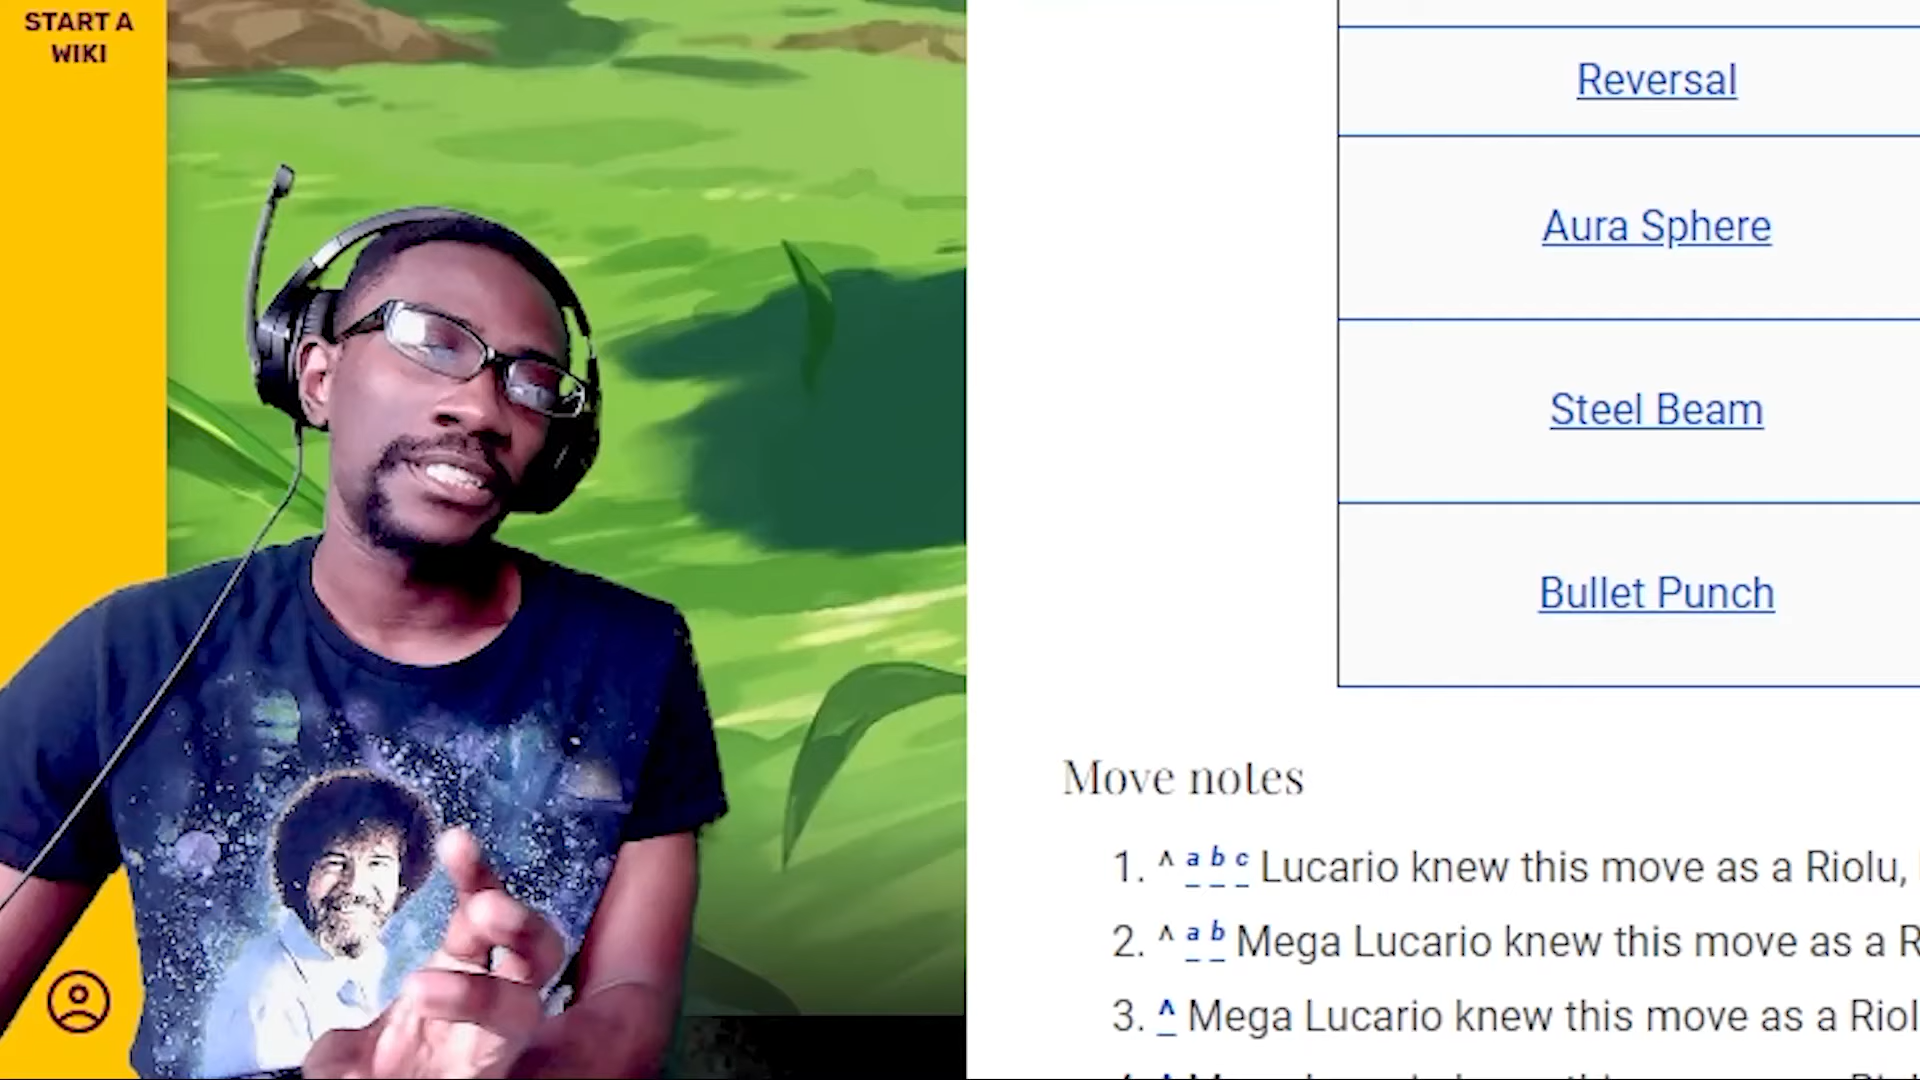 START A
WIKI
Reversal
Aura Sphere
Steel Beam
Bullet Punch
Move notes
1. ^ a b c Lucario knew this move as a Riolu,
2. ^ a b Mega Lucario knew this move as a R
3. ^ Mega Lucario knew this move as a Riol